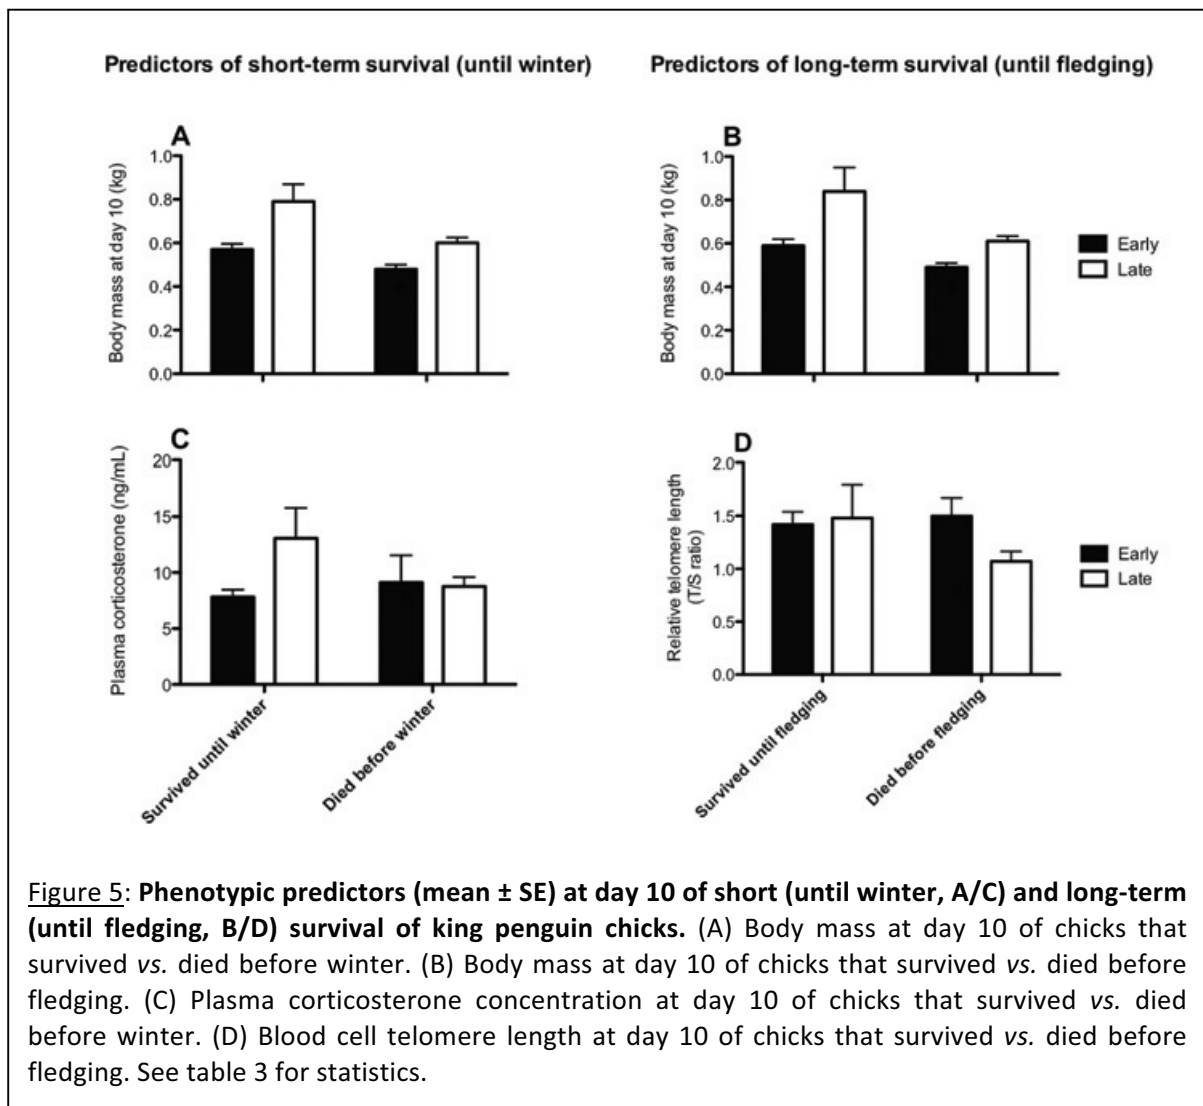 Predictors of short-term survival (until winter)
Predictors of long-term survival (until fledging)
A
Body mass at day 10 (kg)
1.0
0.8
0.6
0.4
0.2
0.0
B
Body mass at day 10 (kg)
1.0
0.8
0.6
0.4
0.2
0.0
Early
Late
C
Plasma corticosterone (ng/mL)
20
15
10
5
0
Survived until winter
Died before winter
D
Relative telomere length
(T/S ratio)
2.0
1.5
1.0
0.5
0.0
Survived until fledging
Died before fledging
Early
Late
Figure 5: Phenotypic predictors (mean ± SE) at day 10 of short (until winter, A/C) and long-term
(until fledging, B/D) survival of king penguin chicks. (A) Body mass at day 10 of chicks that
survived vs. died before winter. (B) Body mass at day 10 of chicks that survived vs. died before
fledging. (C) Plasma corticosterone concentration at day 10 of chicks that survived vs. died
before winter. (D) Blood cell telomere length at day 10 of chicks that survived vs. died before
fledging. See table 3 for statistics.